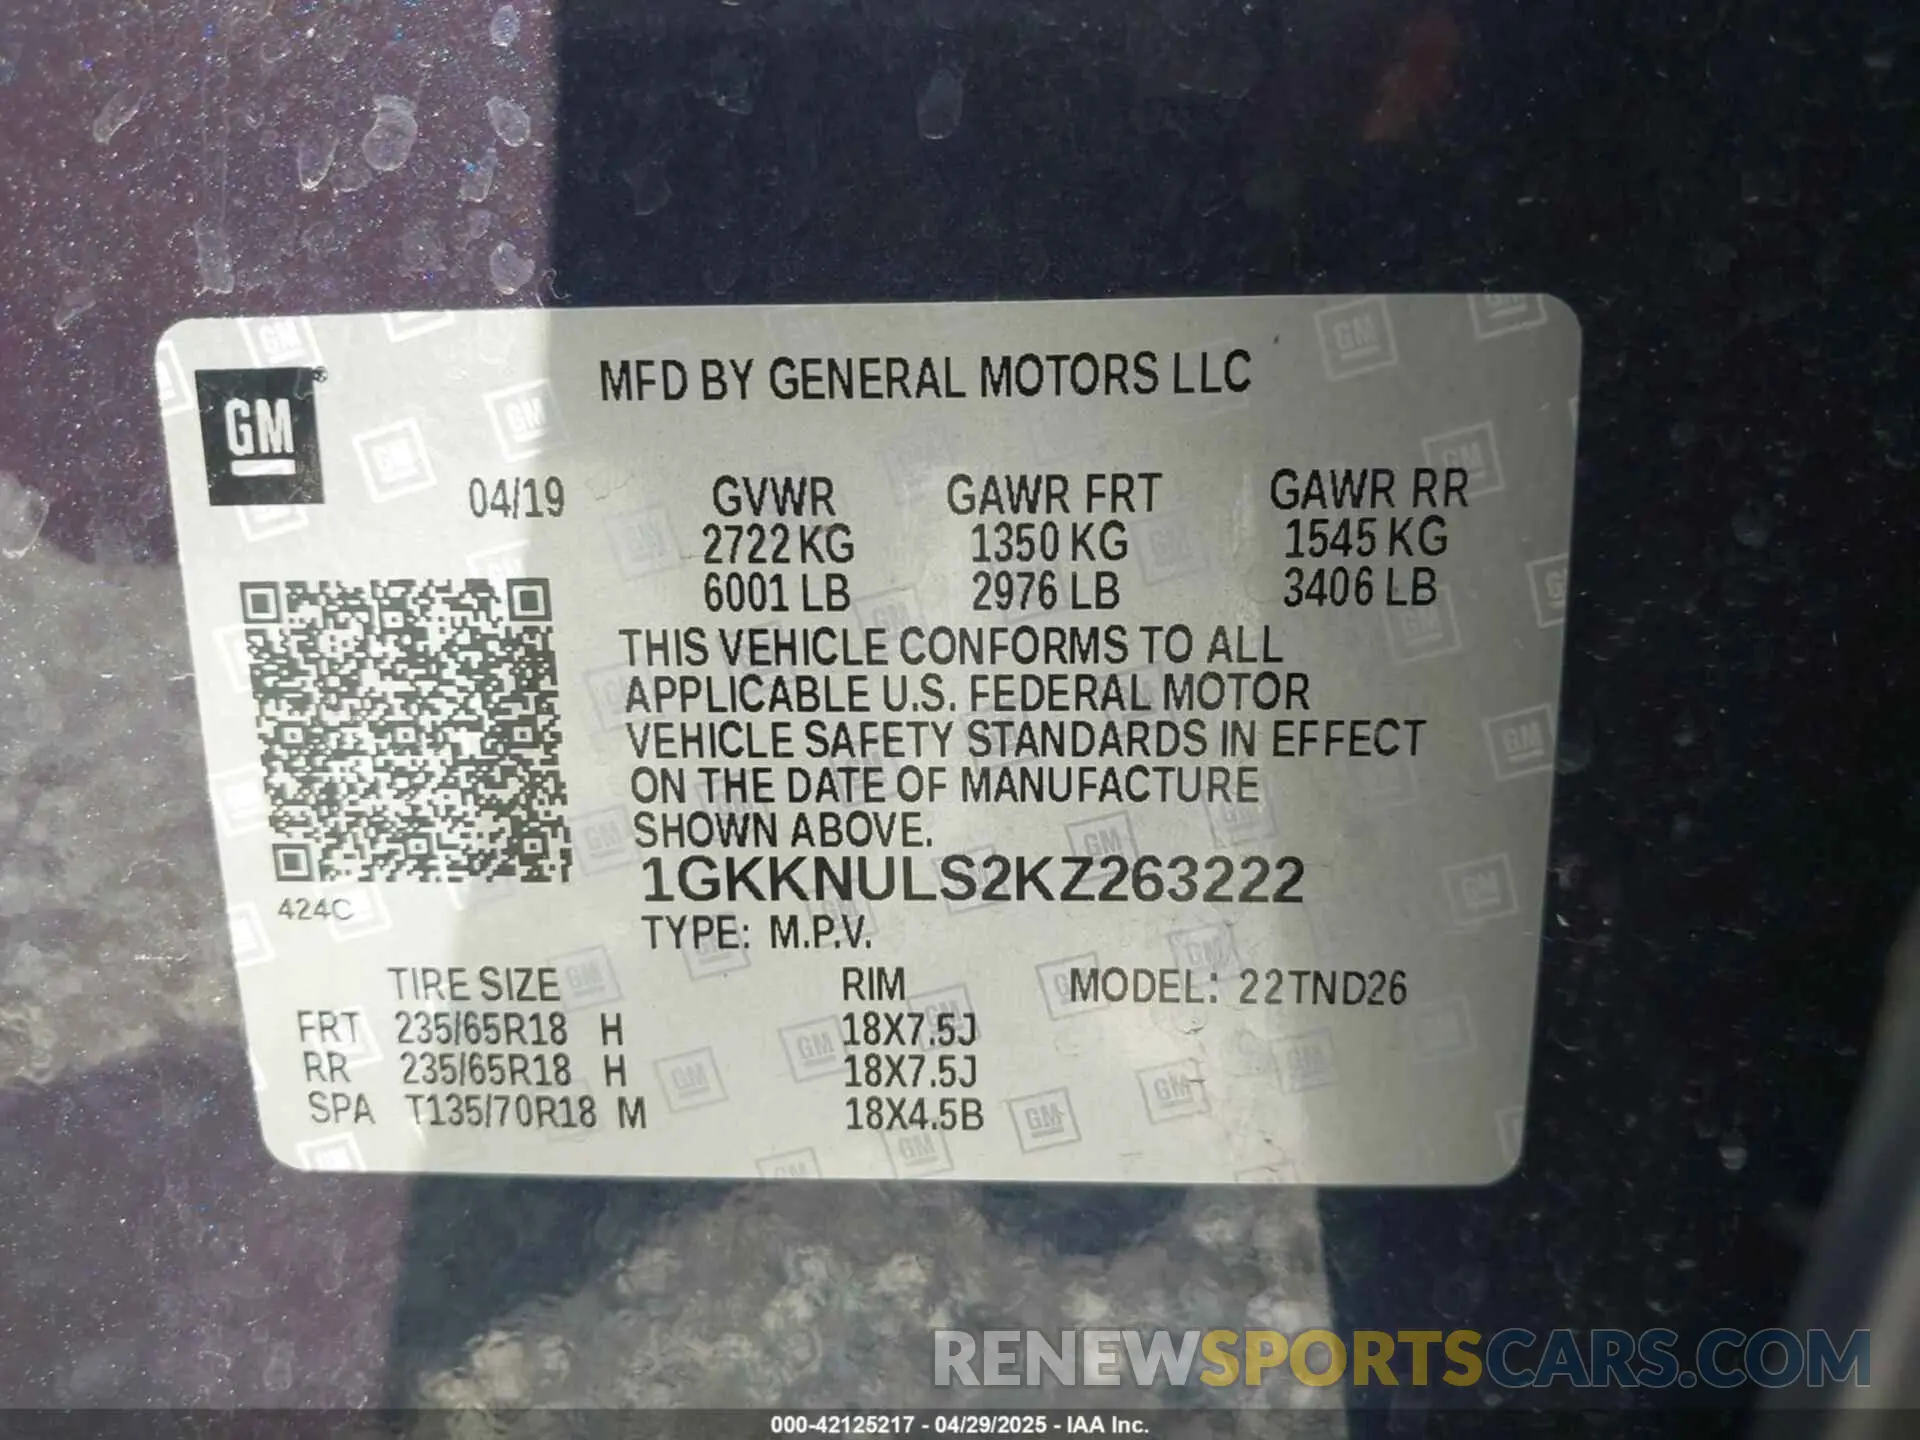 MFD BY GENERAL MOTORS LLC
GM
04/19 GVWR GAWR FRT GAWR RR
2722 KG 1350 KG 1545 KG
6001 LB 2976 LB 3406 LB
THIS VEHICLE CONFORMS TO ALL
APPLICABLE U.S. FEDERAL MOTOR
VEHICLE SAFETY STANDARDS IN EFFECT
ON THE DATE OF MANUFACTURE
SHOWN ABOVE.
1GKKNULS2KZ263222
424C
TYPE: M.P.V.
TIRE SIZE RIM MODEL: 22TND26
FRT 235/65R18 H 18X7.5J
RR 235/65R18 H 18X7.5J
SPA T135/70R18 M 18X4.5B
RENEWSPORTSCARS.COM
000-42125217 - 04/29/2025 - IAA Inc.